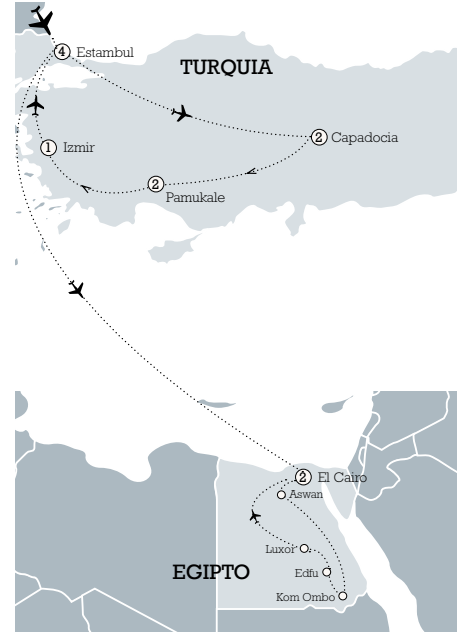 4
Estambul
TURQUIA
2
Capadocia
1
Izmir
2
Pamukale
2
El Cairo
Aswan
Luxor
EGIPTO
Edfu
Kom Ombo